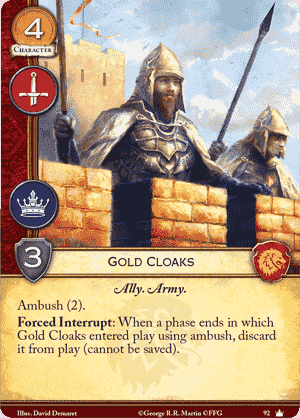 4
CHARACTER
3
GOLD CLOAKS
Ally. Army.
Ambush (2).
Forced Interrupt: When a phase ends in which
Gold Cloaks entered play using ambush, discard
it from play (cannot be saved).
Illus. David Demaret ©George R.R. Martin ©FFG 92